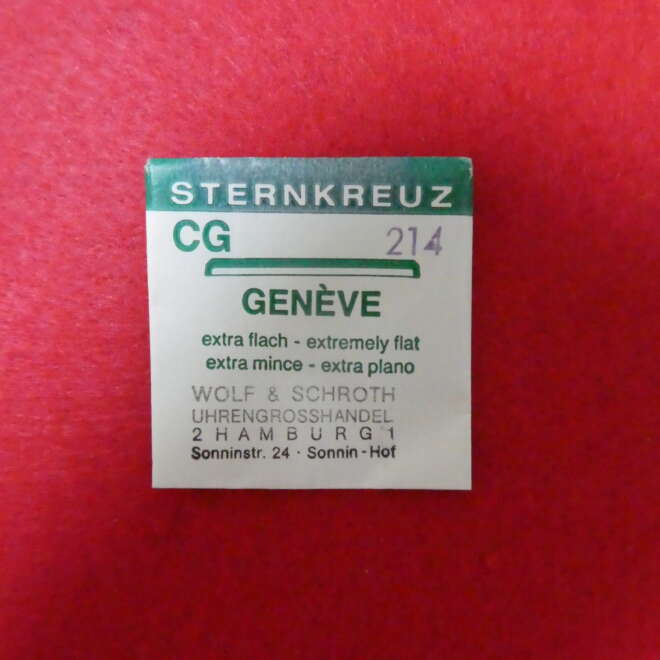 STERNKREUZ
CG 214
GENÈVE
extra flach - extremely flat
extra mince - extra plano
WOLF & SCHROTH
UHRENGROSSHANDEL
2 HAMBURG 1
Sonninstr. 24 · Sonnin-Hof